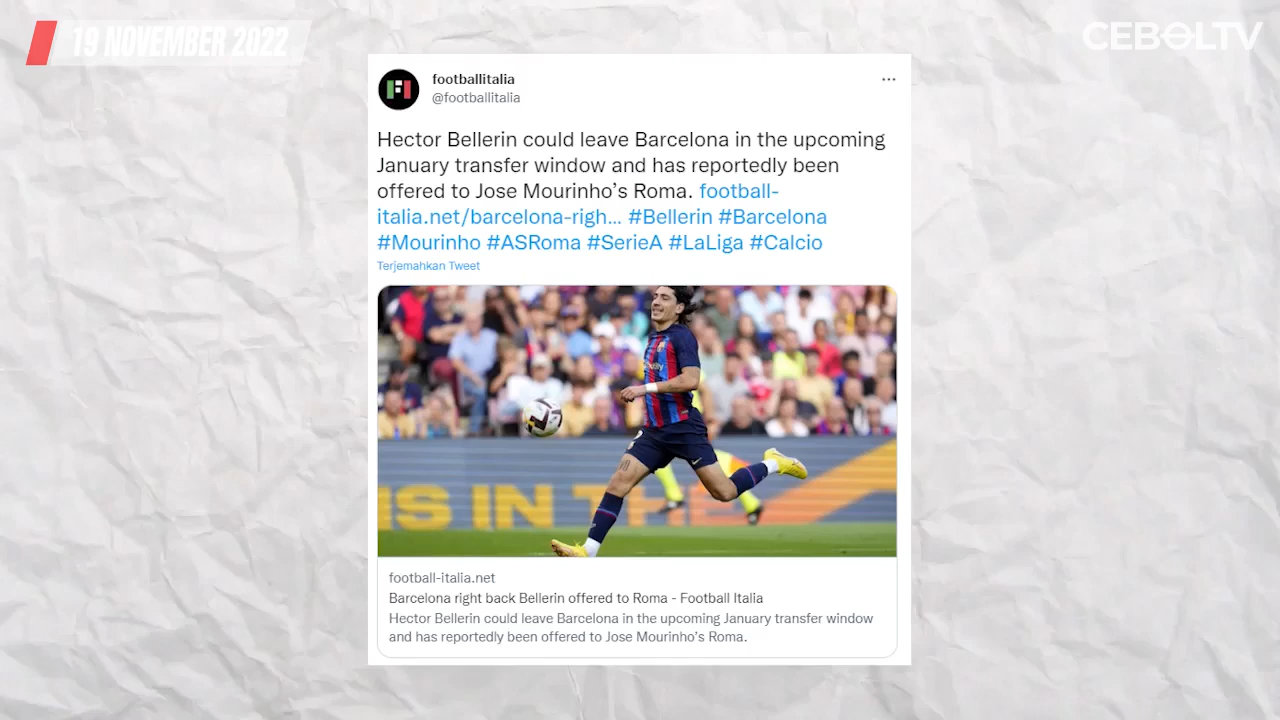 19 NOVEMBER 2022
CEBOLTV
footballitalia
@footballitalia
Hector Bellerin could leave Barcelona in the upcoming
January transfer window and has reportedly been
offered to Jose Mourinho’s Roma. football-
italia.net/barcelona-righ... #Bellerin #Barcelona
#Mourinho #ASRoma #SerieA #LaLiga #Calcio
Terjemahkan Tweet
NS IN THE
football-italia.net
Barcelona right back Bellerin offered to Roma - Football Italia
Hector Bellerin could leave Barcelona in the upcoming January transfer window
and has reportedly been offered to Jose Mourinho’s Roma.